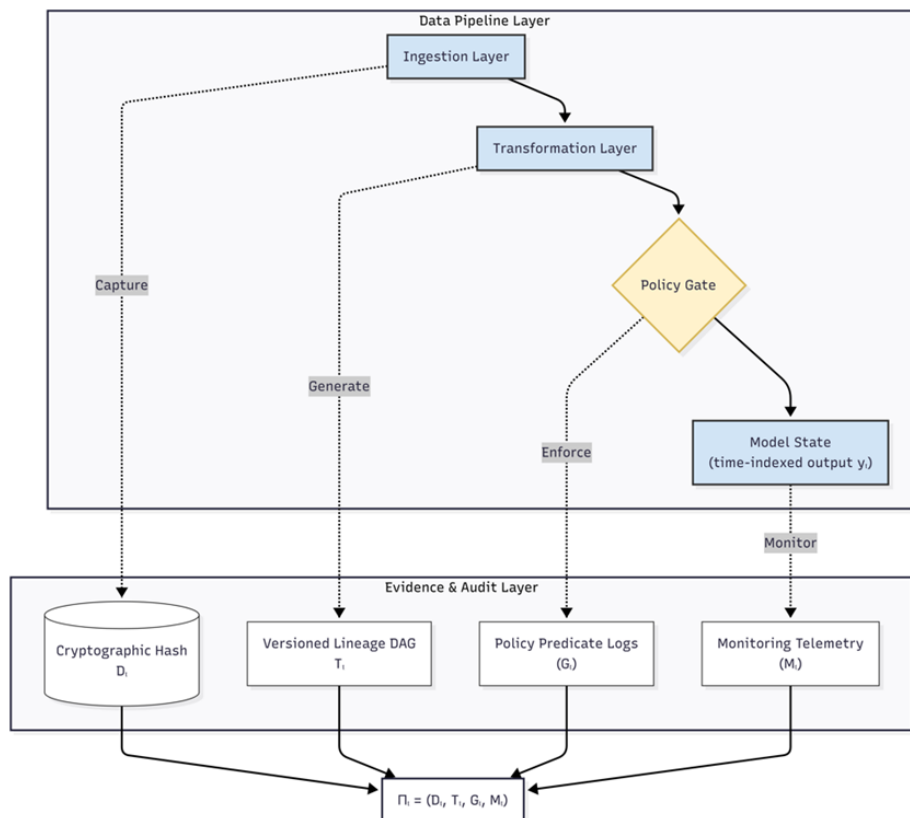 Data Pipeline Layer
Ingestion Layer
Transformation Layer
Capture
Policy Gate
Generate
Enforce
Model State
(time-indexed output yₜ)
Monitor
Evidence & Audit Layer
Cryptographic Hash
Dₜ
Versioned Lineage DAG
Tₜ
Policy Predicate Logs
(Gₜ)
Monitoring Telemetry
(Mₜ)
Πₜ = (Dₜ, Tₜ, Gₜ, Mₜ)